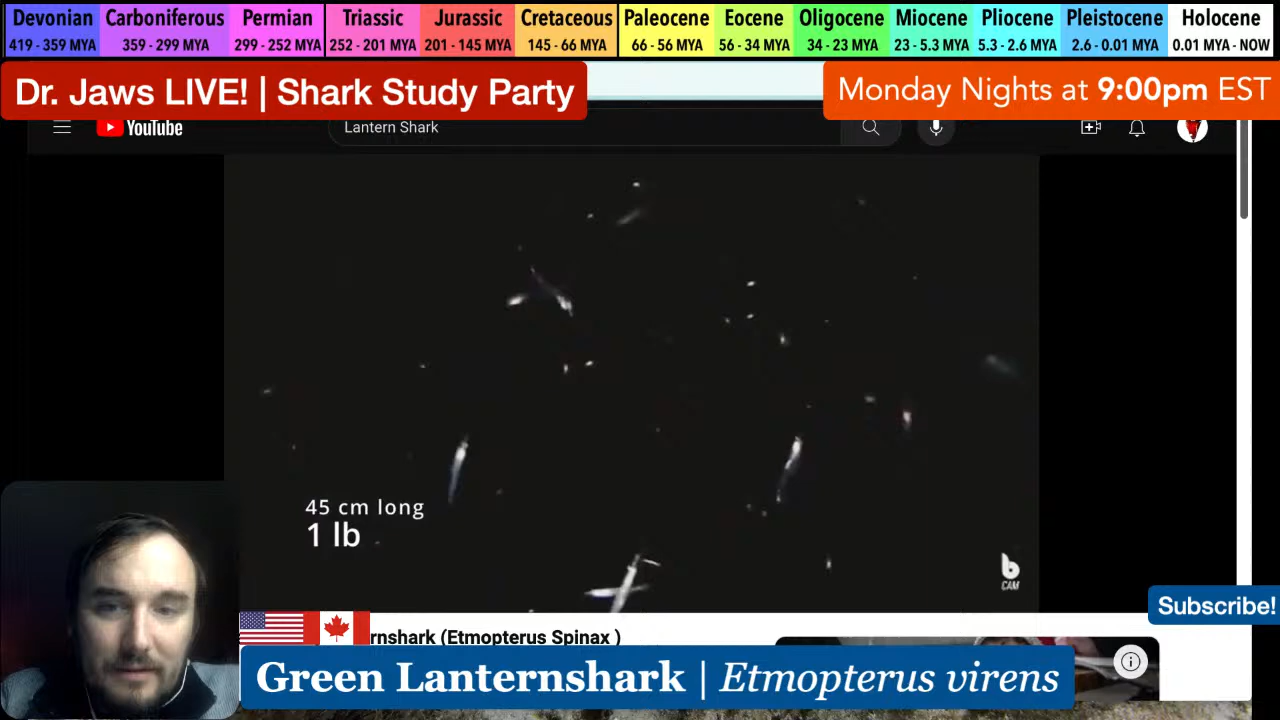 Devonian Carboniferous Permian Triassic Jurassic Cretaceous Paleocene Eocene Oligocene Miocene Pliocene Pleistocene Holocene
419 - 359 MYA 359 - 299 MYA 299 - 252 MYA 252 - 201 MYA 201 - 145 MYA 145 - 66 MYA 66 - 56 MYA 56 - 34 MYA 34 - 23 MYA 23 - 5.3 MYA 5.3 - 2.6 MYA 2.6 - 0.01 MYA 0.01 MYA - NOW
Dr. Jaws LIVE! | Shark Study Party
Monday Nights at 9:00pm EST
YouTube
Lantern Shark
45 cm long
1 lb
b
CAM
Subscribe!
rnshark (Etmopterus Spinax )
Green Lanternshark | Etmopterus virens